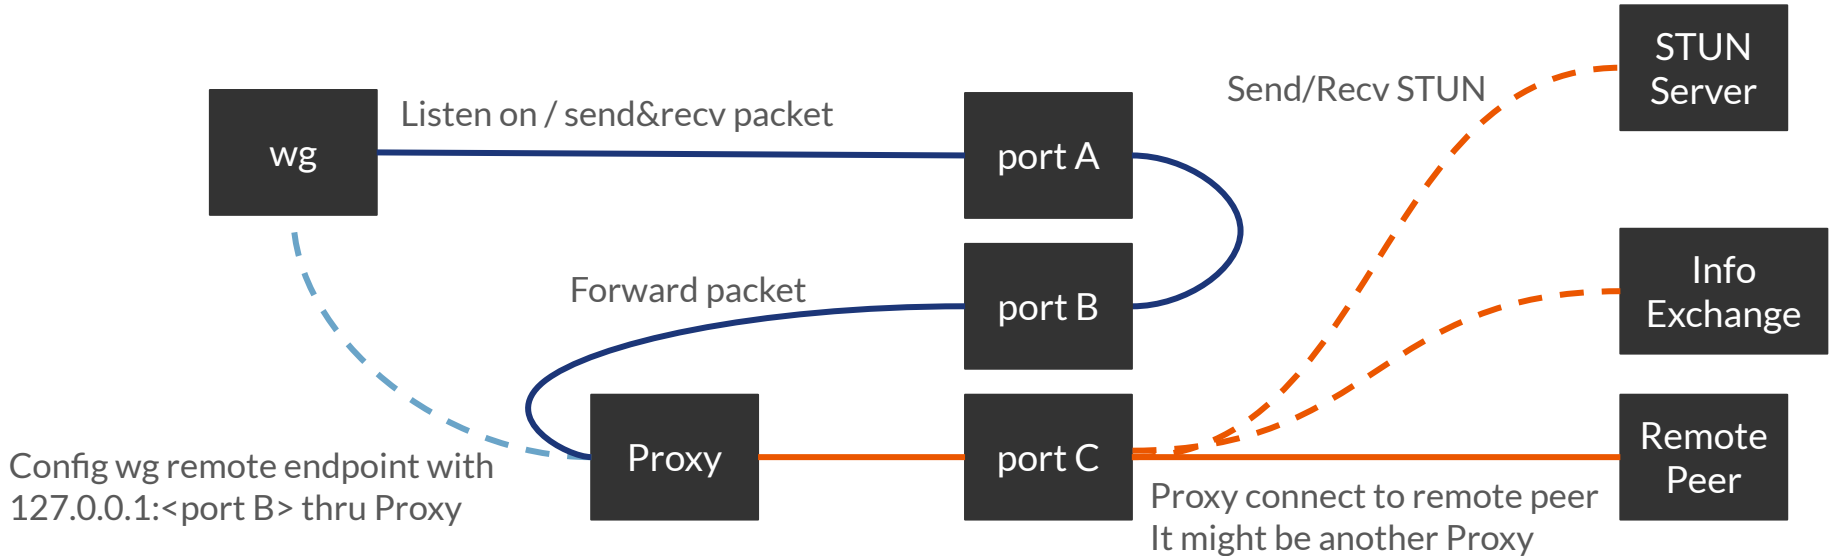 STUN
Server
Send/Recv STUN
Listen on / send&recv packet
wg
port A
Info
Exchange
Forward packet
port B
Remote
Peer
Proxy
port C
Config wg remote endpoint with
127.0.0.1:<port B> thru Proxy
Proxy connect to remote peer
It might be another Proxy